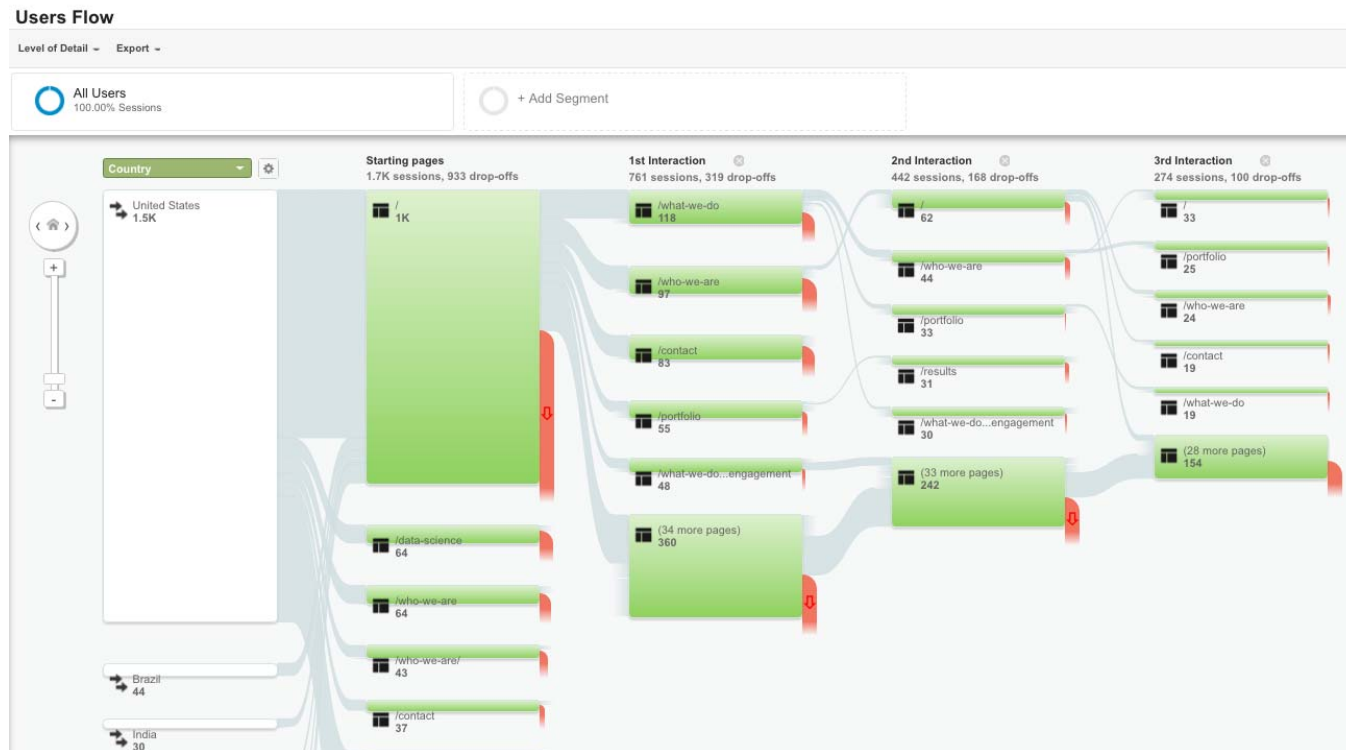 Users Flow
Level of Detail
Export
All Users
100.00% Sessions
+ Add Segment
Country
Starting pages
1.7K sessions, 933 drop-offs
1st Interaction
761 sessions, 319 drop-offs
2nd Interaction
442 sessions, 168 drop-offs
3rd Interaction
274 sessions, 100 drop-offs
+
-
United States
1.5K
Brazil
44
India
30
/
1K
/data-science
64
/who-we-are
64
/who-we-are/
43
/contact
37
/what-we-do
118
/who-we-are
97
/contact
83
/portfolio
55
/what-we-do...engagement
48
(34 more pages)
360
/
62
/who-we-are
44
/portfolio
33
/results
31
/what-we-do...engagement
30
(33 more pages)
242
/
33
/portfolio
25
/who-we-are
24
/contact
19
/what-we-do
19
(28 more pages)
154